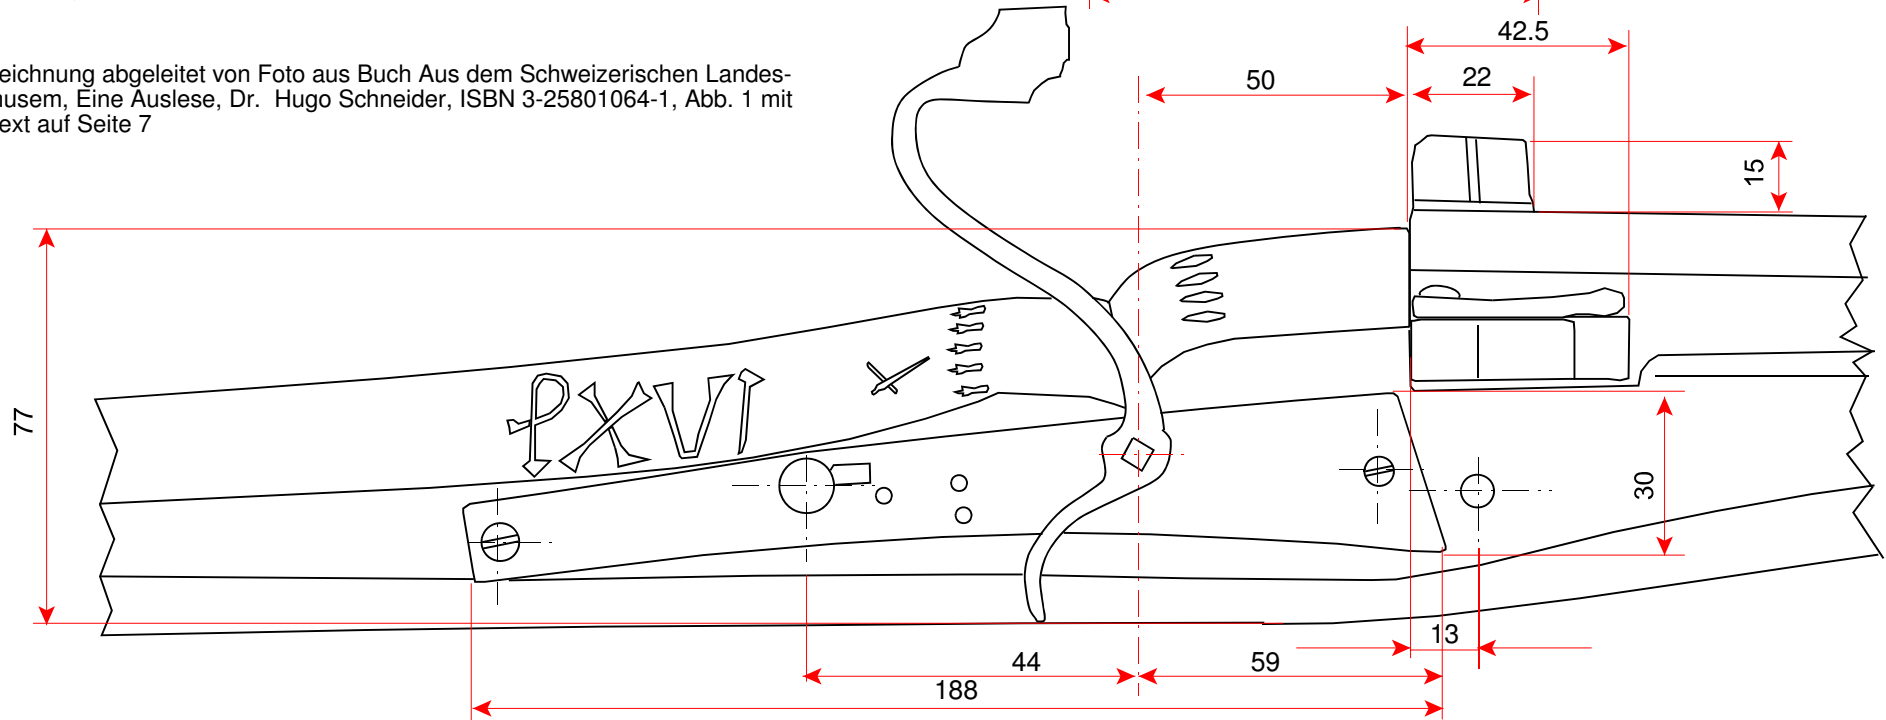 eichnung abgeleitet von Foto aus Buch Aus dem Schweizerischen Landes-
usem, Eine Auslese, Dr. Hugo Schneider, ISBN 3-25801064-1, Abb. 1 mit
ext auf Seite 7
42.5
50
22
15
77
PXVI
30
13
44
59
188